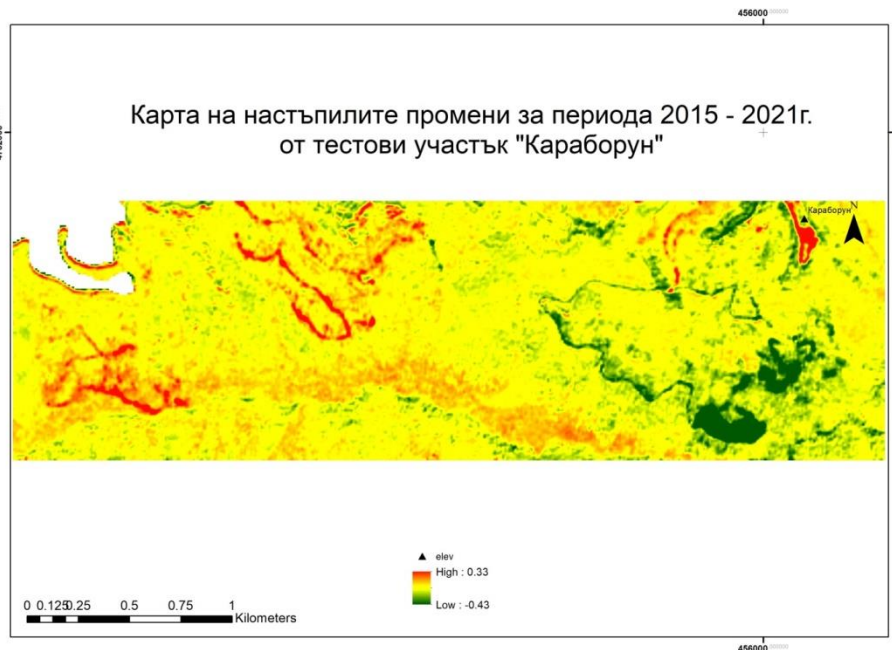 456000
Карта на настъпилите промени за периода 2015 - 2021г.
от тестови участък "Караборун"
Караборун
N
elev
High : 0.33
Low : -0.43
0 0.125 0.25 0.5 0.75 1
Kilometers
456000